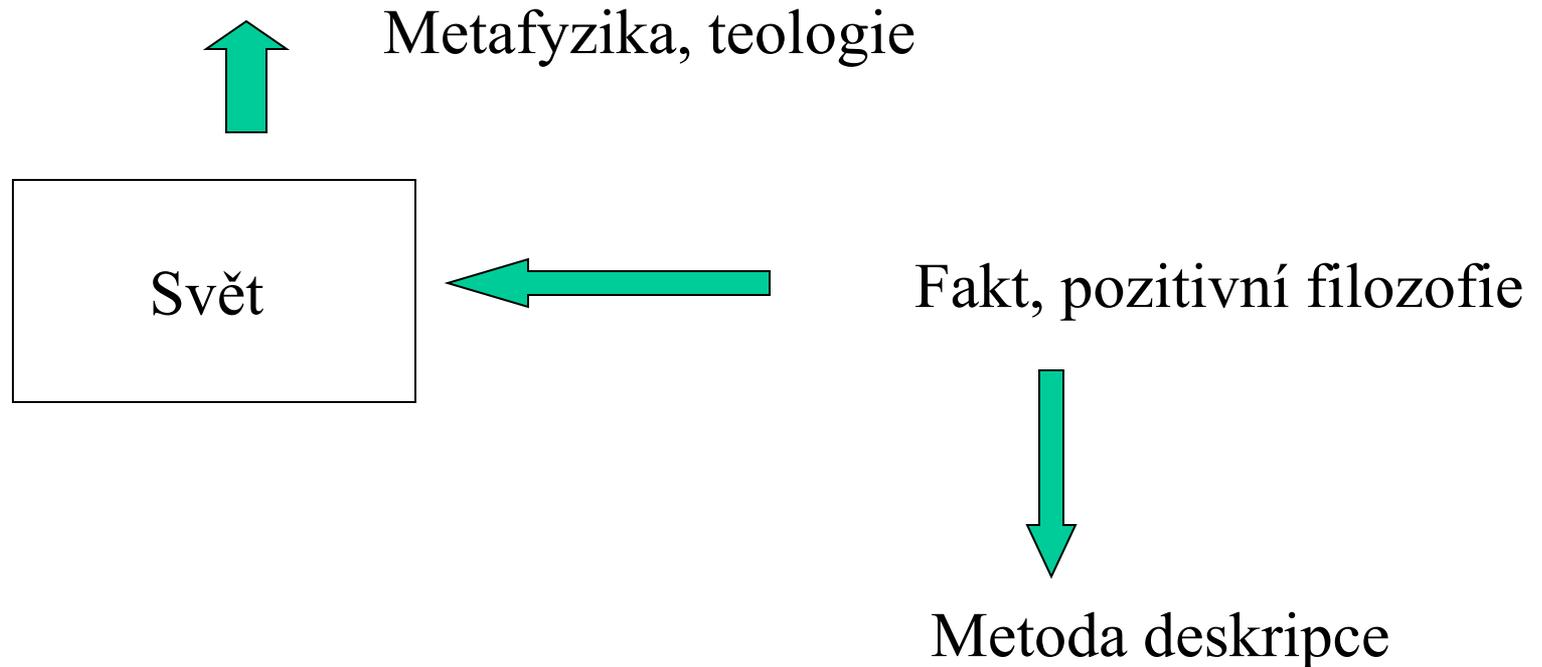 Metafyzika, teologie
Svět
Fakt, pozitivní filozofie
Metoda deskripce